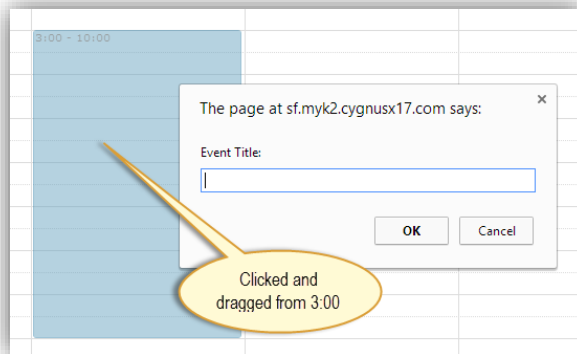 3:00 - 10:00
The page at sf.myk2.cygnusx17.com says:
×
Event Title:
OK
Cancel
Clicked and
dragged from 3:00